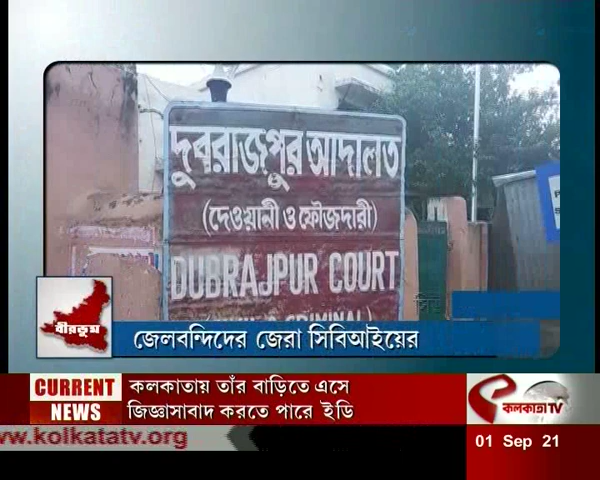 দুবরাজপুর আদালত
(দেওয়ানী ও ফৌজদারী)
DUBRAJPUR COURT
বীরভূম
জেলবন্দিদের জেরা সিবিআইয়ের
CURRENT NEWS
কলকাতায় তাঁর বাড়িতে এসে
জিজ্ঞাসাবাদ করতে পারে ইডি
কলকাতা TV
www.kolkatatv.org
01 Sep 21